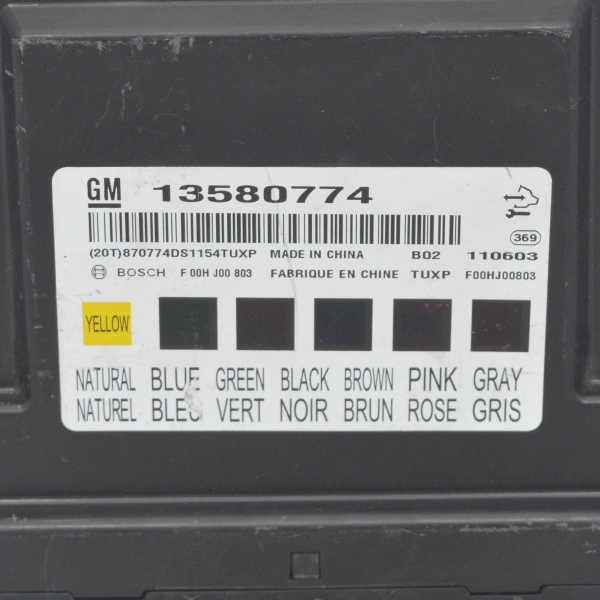 GM 13580774
369
(20T)870774DS1154TUXP MADE IN CHINA B02 110603
BOSCH F 00H J00 803 FABRIQUE EN CHINE TUXP F00HJ00803
YELLOW
NATURAL BLUE GREEN BLACK BROWN PINK GRAY
NATUREL BLEU VERT NOIR BRUN ROSE GRIS